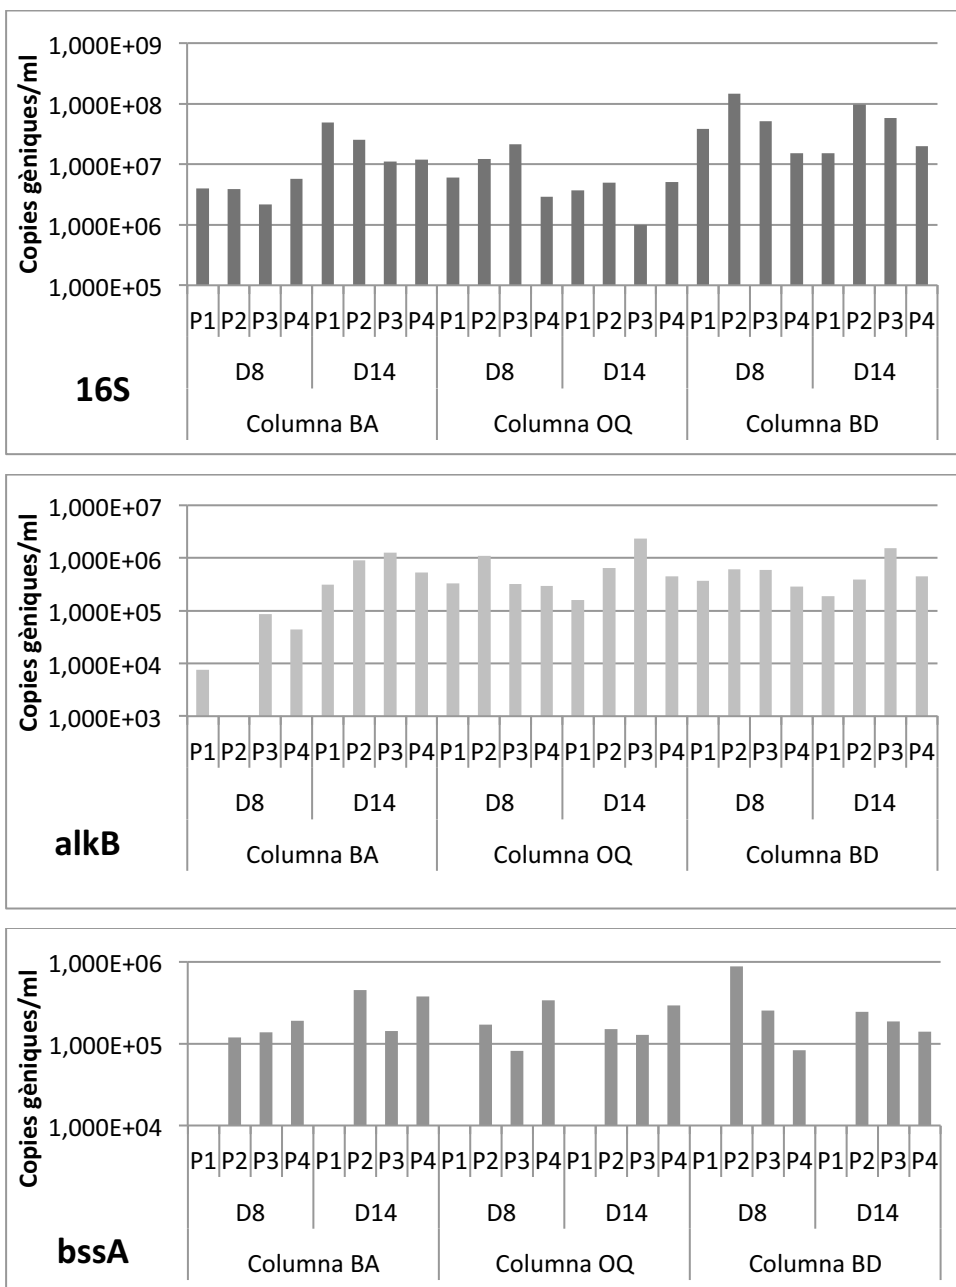 Copies gèniques/ml
1,000E+09
1,000E+08
1,000E+07
1,000E+06
1,000E+05
P1 P2 P3 P4 P1 P2 P3 P4 P1 P2 P3 P4 P1 P2 P3 P4 P1 P2 P3 P4 P1 P2 P3 P4
D8 D14 D8 D14 D8 D14
16S
Columna BA Columna OQ Columna BD
Copies gèniques/ml
1,000E+07
1,000E+06
1,000E+05
1,000E+04
1,000E+03
P1 P2 P3 P4 P1 P2 P3 P4 P1 P2 P3 P4 P1 P2 P3 P4 P1 P2 P3 P4 P1 P2 P3 P4
D8 D14 D8 D14 D8 D14
alkB
Columna BA Columna OQ Columna BD
Copies gèniques/ml
1,000E+06
1,000E+05
1,000E+04
P1 P2 P3 P4 P1 P2 P3 P4 P1 P2 P3 P4 P1 P2 P3 P4 P1 P2 P3 P4 P1 P2 P3 P4
D8 D14 D8 D14 D8 D14
bssA
Columna BA Columna OQ Columna BD